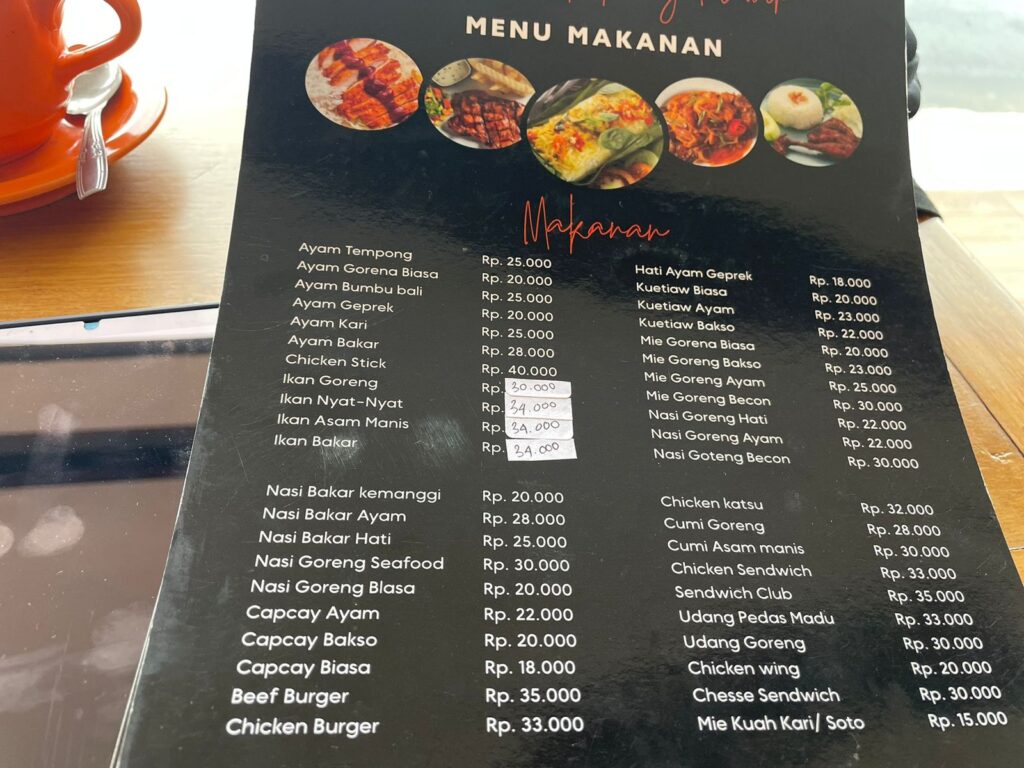 MENU MAKANAN
Makanan
Ayam Tempong Rp. 25.000
Ayam Gorena Biasa Rp. 20.000
Ayam Bumbu bali Rp. 25.000
Ayam Geprek Rp. 20.000
Ayam Kari Rp. 25.000
Ayam Bakar Rp. 28.000
Chicken Stick Rp. 40.000
Ikan Goreng Rp. 30.000
Ikan Nyat-Nyat Rp. 34.000
Ikan Asam Manis Rp. 34.000
Ikan Bakar Rp. 34.000
Nasi Bakar kemanggi Rp. 20.000
Nasi Bakar Ayam Rp. 28.000
Nasi Bakar Hati Rp. 25.000
Nasi Goreng Seafood Rp. 30.000
Nasi Goreng Blasa Rp. 20.000
Capcay Ayam Rp. 22.000
Capcay Bakso Rp. 20.000
Capcay Biasa Rp. 18.000
Beef Burger Rp. 35.000
Chicken Burger Rp. 33.000
Hati Ayam Geprek Rp. 18.000
Kuetiaw Biasa Rp. 20.000
Kuetiaw Ayam Rp. 23.000
Kuetiaw Bakso Rp. 22.000
Mie Gorena Biasa Rp. 20.000
Mie Goreng Bakso Rp. 23.000
Mie Goreng Ayam Rp. 25.000
Mie Goreng Becon Rp. 30.000
Nasi Goreng Hati Rp. 22.000
Nasi Goreng Ayam Rp. 22.000
Nasi Goteng Becon Rp. 30.000
Chicken katsu Rp. 32.000
Cumi Goreng Rp. 28.000
Cumi Asam manis Rp. 30.000
Chicken Sendwich Rp. 33.000
Sendwich Club Rp. 35.000
Udang Pedas Madu Rp. 33.000
Udang Goreng Rp. 30.000
Chicken wing Rp. 20.000
Chesse Sendwich Rp. 30.000
Mie Kuah Kari/ Soto Rp. 15.000